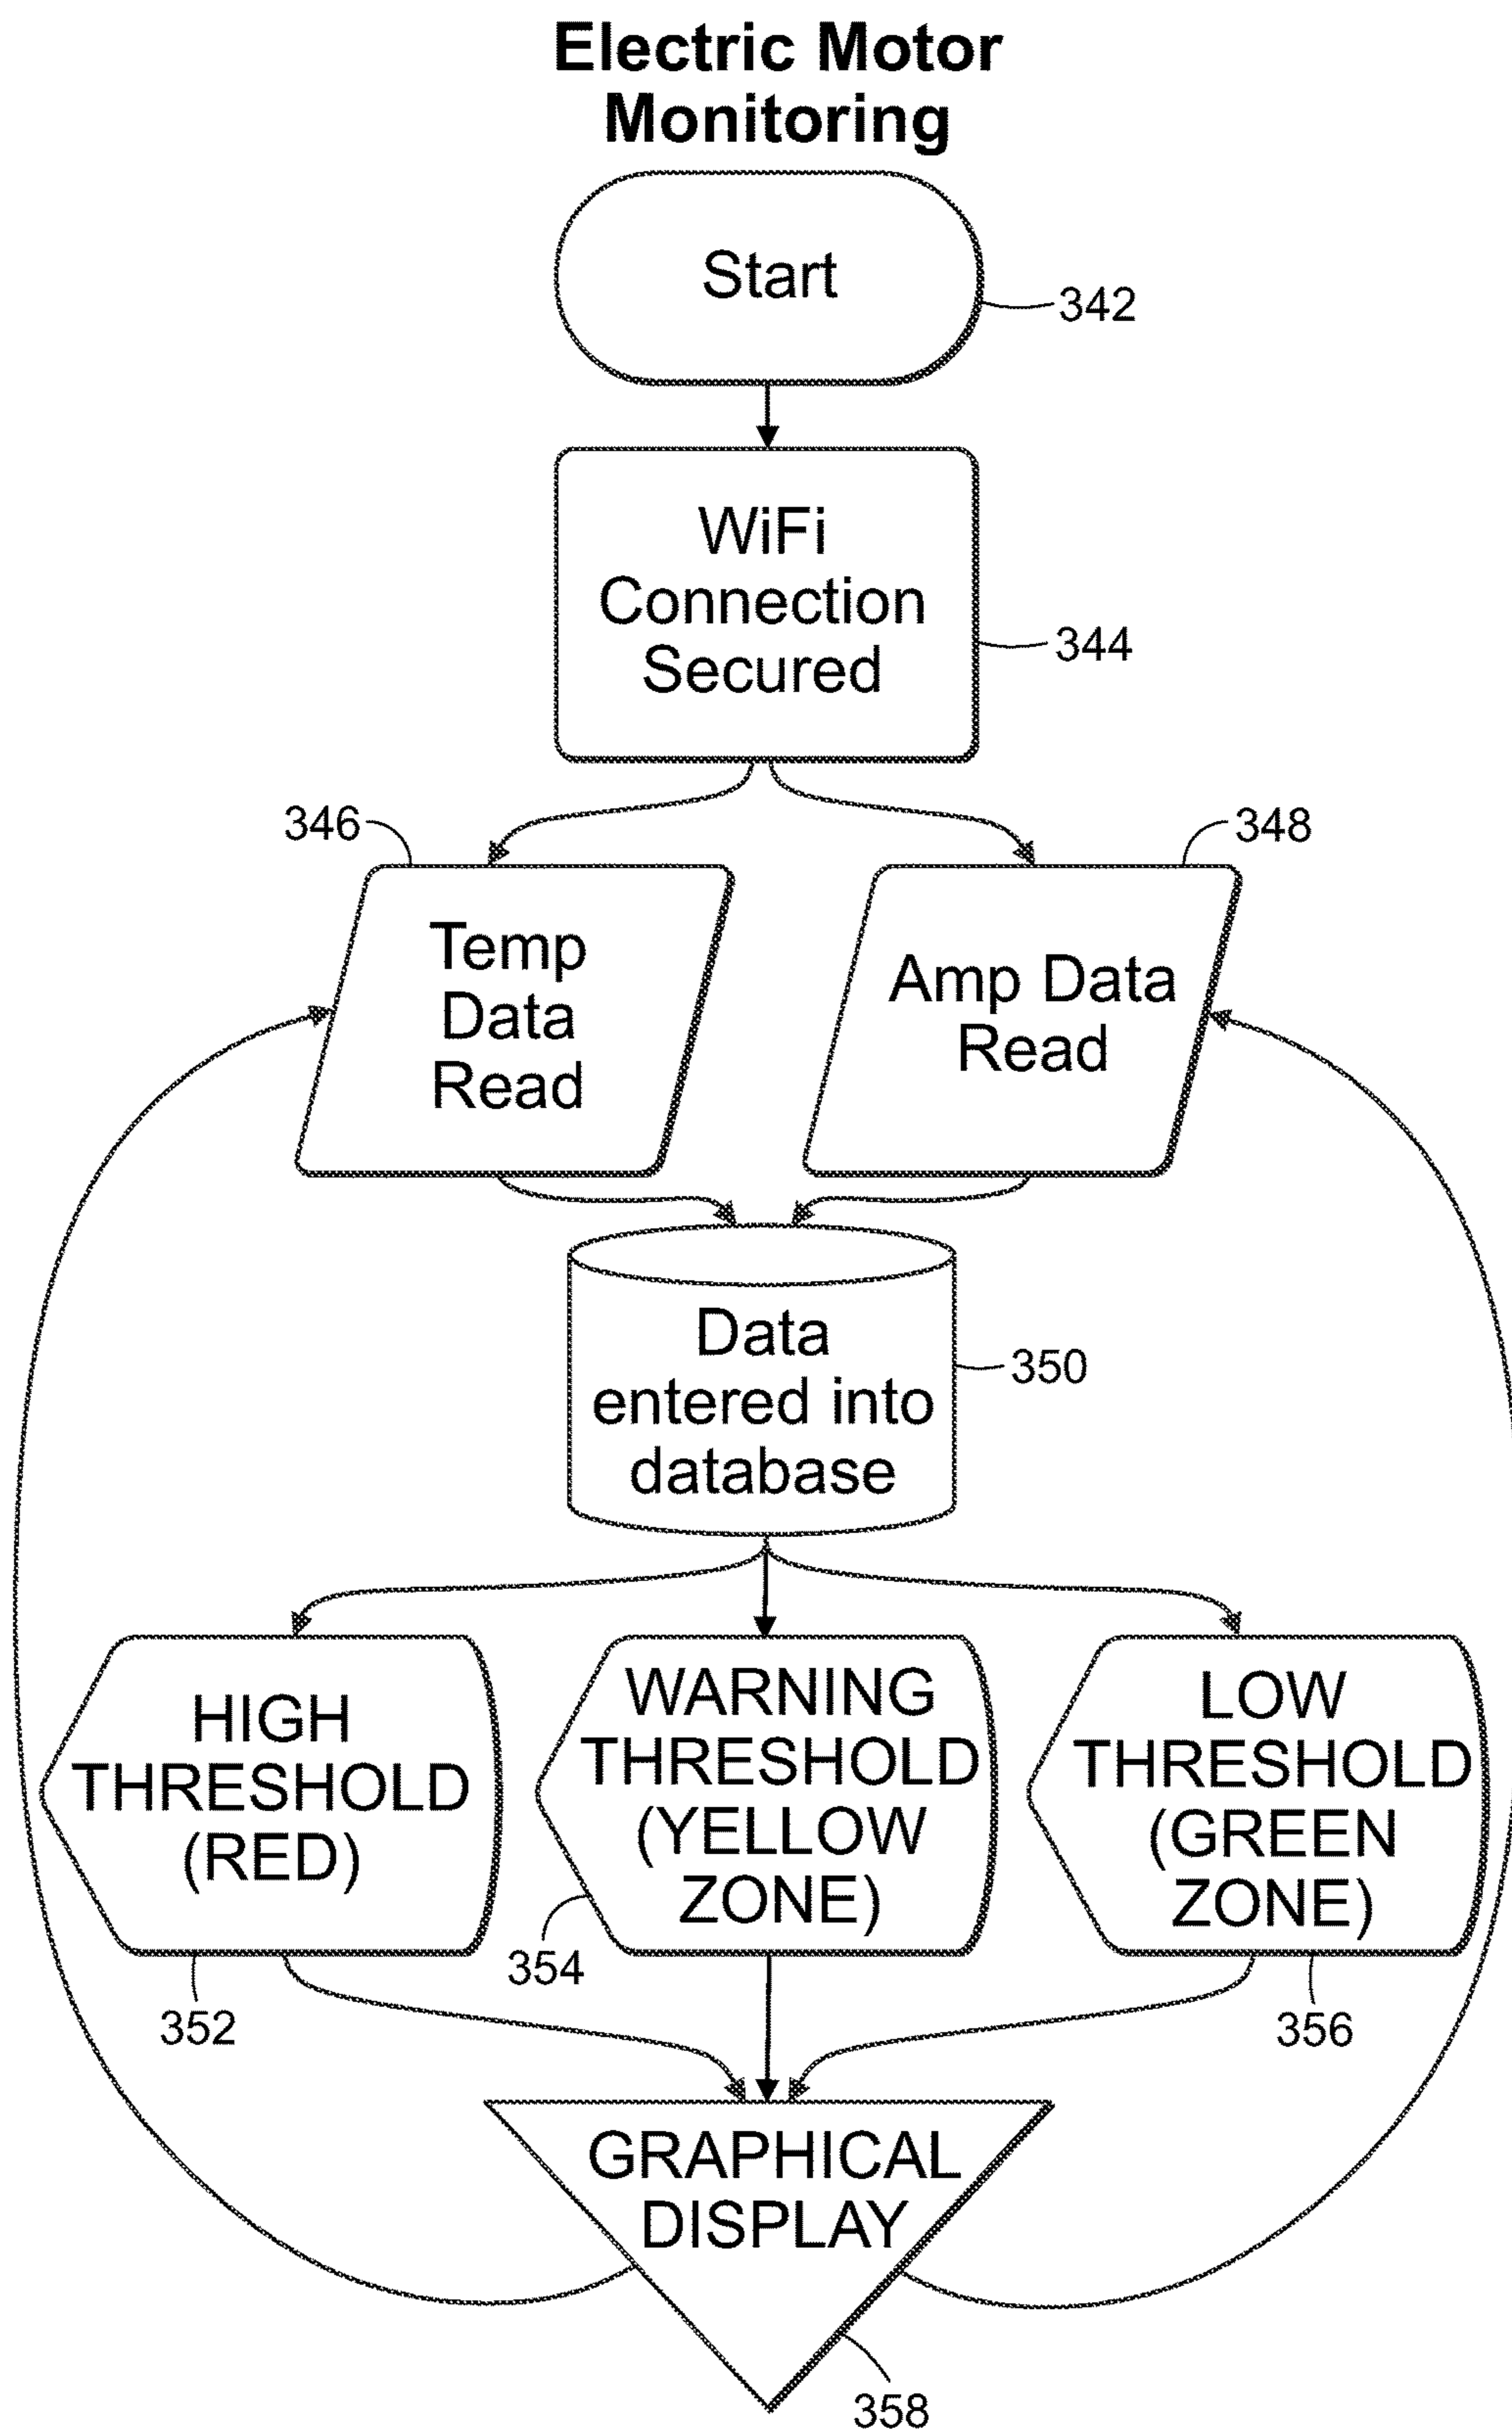 Electric Motor
Monitoring
Start
342
WiFi
Connection
Secured
344
346
348
Temp
Data
Read
Amp Data
Read
Data
entered into
database
350
HIGH
THRESHOLD
(RED)
WARNING
THRESHOLD
(YELLOW
ZONE)
LOW
THRESHOLD
(GREEN
ZONE)
352
354
356
GRAPHICAL
DISPLAY
358